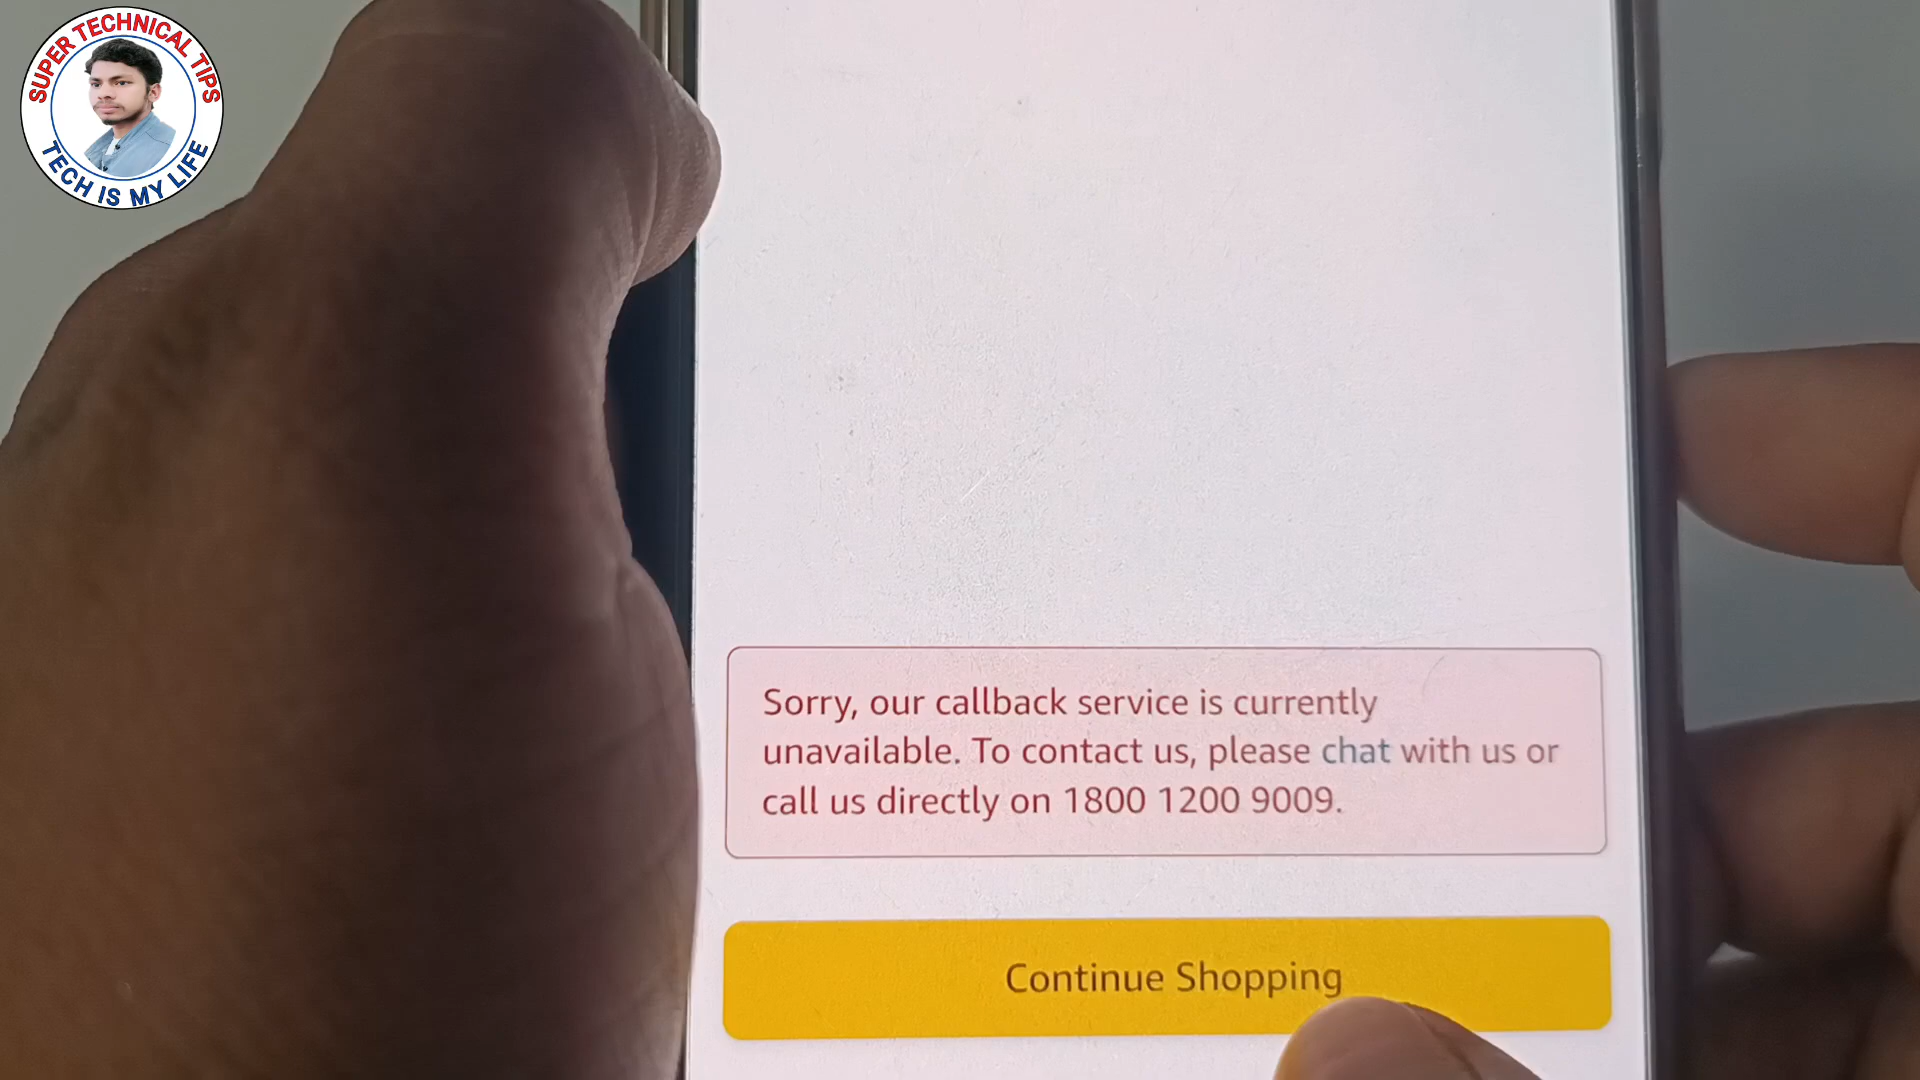 SUPER TECHNICAL TIPS
TECH IS MY LIFE
Sorry, our callback service is currently
unavailable. To contact us, please chat with us or
call us directly on 1800 1200 9009.
Continue Shopping